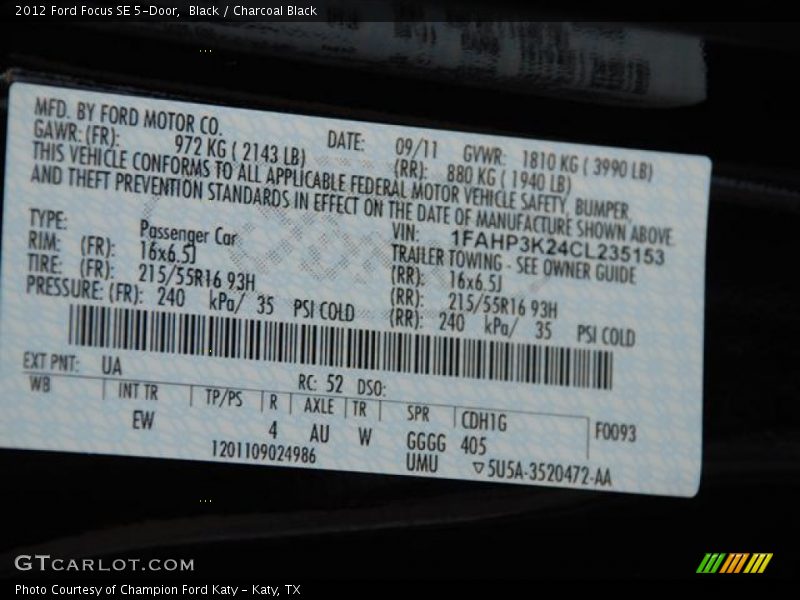 2012 Ford Focus SE 5-Door,  Black / Charcoal Black
MFD. BY FORD MOTOR CO.
DATE: 09/11 GVWR: 1810 KG ( 3990 LB)
GAWR: (FR): 972 KG ( 2143 LB) (RR): 880 KG ( 1940 LB)
THIS VEHICLE CONFORMS TO ALL APPLICABLE FEDERAL MOTOR VEHICLE SAFETY, BUMPER,
AND THEFT PREVENTION STANDARDS IN EFFECT ON THE DATE OF MANUFACTURE SHOWN ABOVE.
VIN: 1FAHP3K24CL235153
TYPE: Passenger Car TRAILER TOWING - SEE OWNER GUIDE
RIM: (FR): 16x6.5J (RR): 16x6.5J
TIRE: (FR): 215/55R16 93H (RR): 215/55R16 93H
PRESSURE: (FR): 240 kPa/ 35 PSI COLD (RR): 240 kPa/ 35 PSI COLD
EXT PNT: UA RC: 52 DSO:
WB INT TR TP/PS R AXLE TR SPR CDH1G F0093
EW 4 AU W GGGG 405
1201109024986 UMU ▽5U5A-3520472-AA
GTCARLOT.COM
Photo Courtesy of Champion Ford Katy - Katy, TX